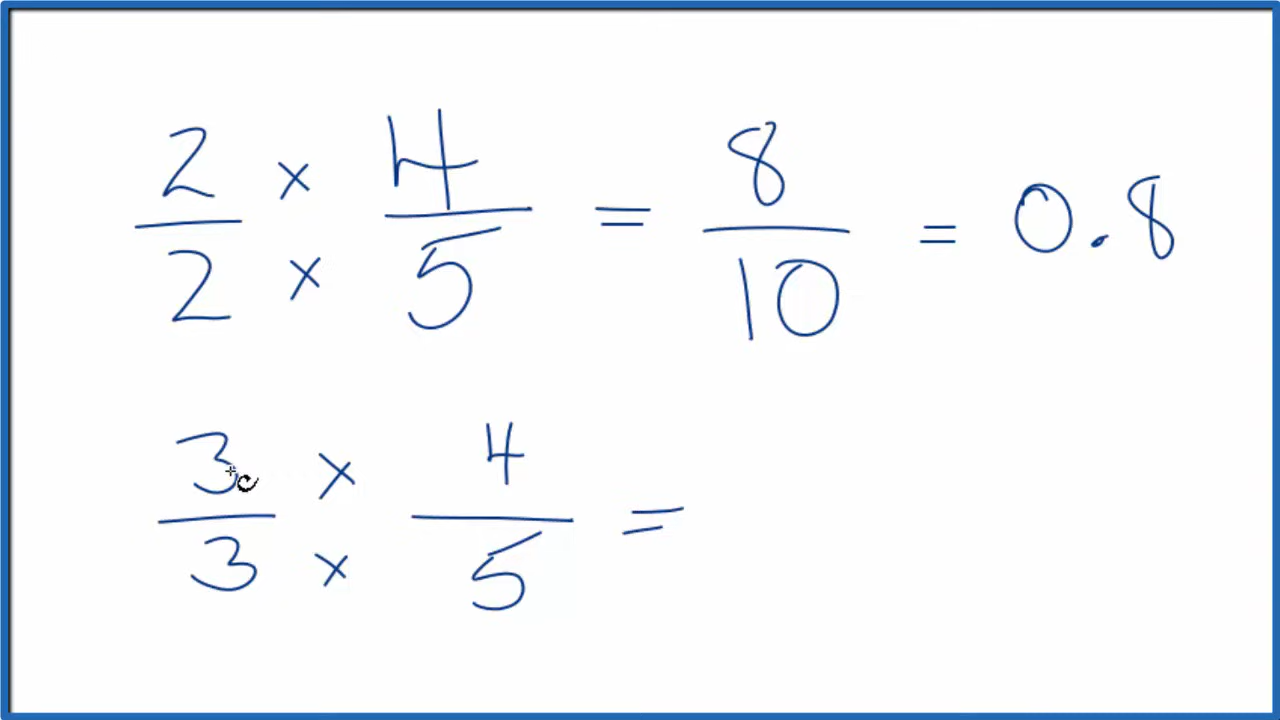 2/2 × 4/5 = 8/10 = 0.8
3/3 × 4/5 =